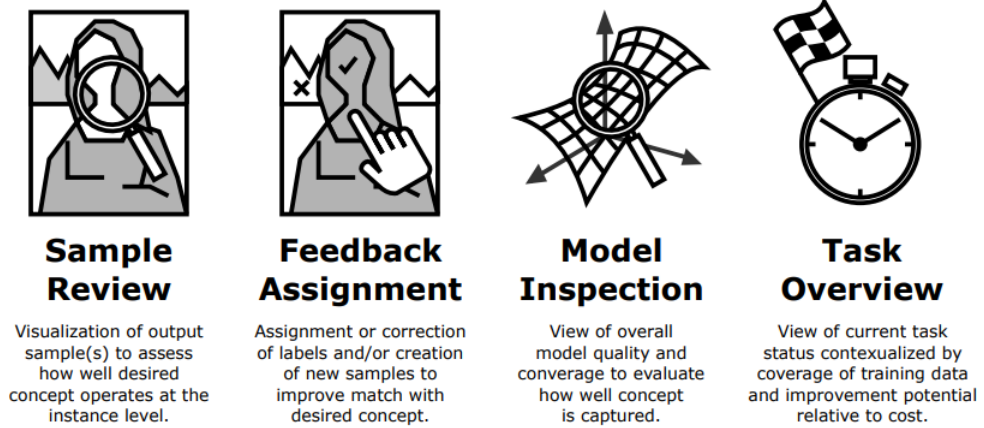 Sample
Review
Visualization of output
sample(s) to assess
how well desired
concept operates at the
instance level.
Feedback
Assignment
Assignment or correction
of labels and/or creation
of new samples to
improve match with
desired concept.
Model
Inspection
View of overall
model quality and
converage to evaluate
how well concept
is captured.
Task
Overview
View of current task
status contexualized by
coverage of training data
and improvement potential
relative to cost.